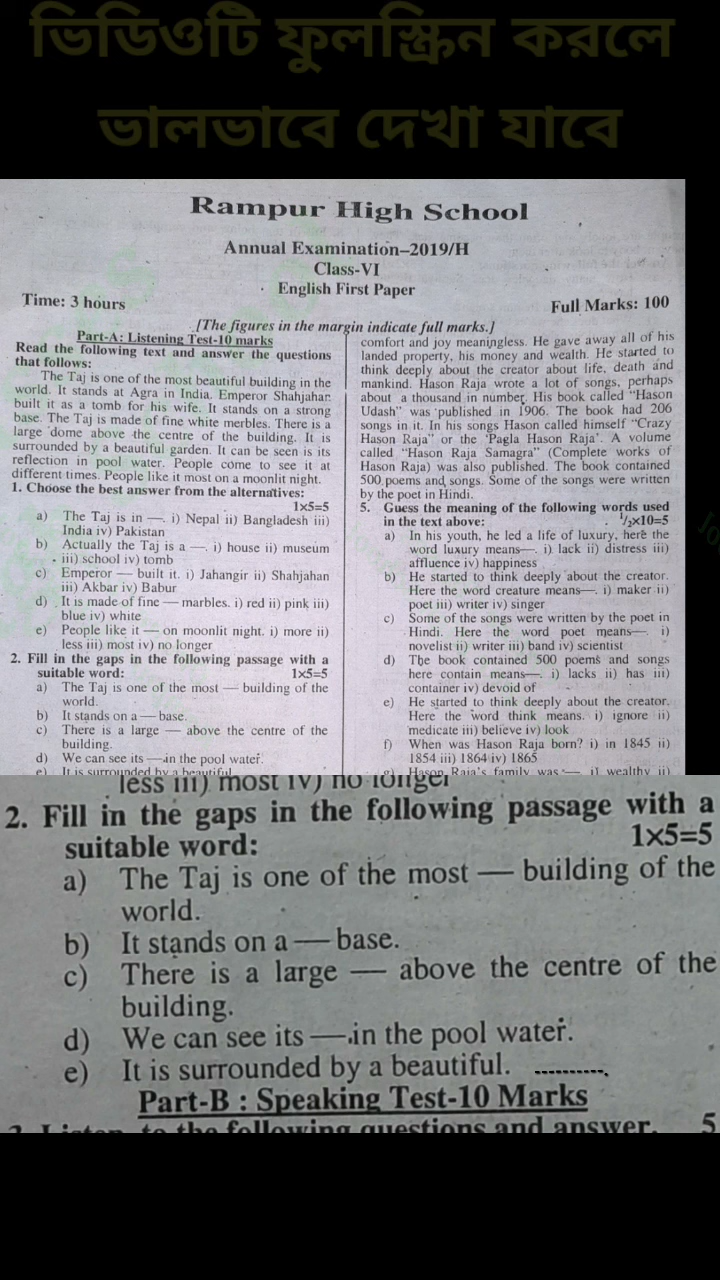 ভিডিওটি ফুলস্ক্রিন করলে
ভালভাবে দেখা যাবে
Rampur High School
Annual Examination–2019/H
Class-VI
English First Paper
Time: 3 hours
Full Marks: 100
[The figures in the margin indicate full marks.]
Part-A: Listening Test-10 marks
Read the following text and answer the questions
that follows:
The Taj is one of the most beautiful building in the
world. It stands at Agra in India. Emperor Shahjahan
built it as a tomb for his wife. It stands on a strong
base. The Taj is made of fine white merbles. There is a
large dome above the centre of the building. It is
surrounded by a beautiful garden. It can be seen is its
reflection in pool water. People come to see it at
different times. People like it most on a moonlit night.
1. Choose the best answer from the alternatives:
1x5=5
a) The Taj is in —. i) Nepal ii) Bangladesh iii)
India iv) Pakistan
b) Actually the Taj is a —. i) house ii) museum
iii) school iv) tomb
c) Emperor — built it. i) Jahangir ii) Shahjahan
iii) Akbar iv) Babur
d) It is made of fine — marbles. i) red ii) pink iii)
blue iv) white
e) People like it — on moonlit night. i) more ii)
less iii) most iv) no longer
2. Fill in the gaps in the following passage with a
suitable word: 1x5=5
a) The Taj is one of the most — building of the
world.
b) It stands on a — base.
c) There is a large — above the centre of the
building.
d) We can see its —in the pool water.
e) It is surrounded by a beautiful
comfort and joy meaningless. He gave away all of his
landed property, his money and wealth. He started to
think deeply about the creator about life, death and
mankind. Hason Raja wrote a lot of songs, perhaps
about a thousand in number. His book called "Hason
Udash" was published in 1906. The book had 206
songs in it. In his songs Hason called himself "Crazy
Hason Raja" or the 'Pagla Hason Raja'. A volume
called "Hason Raja Samagra" (Complete works of
Hason Raja) was also published. The book contained
500 poems and songs. Some of the songs were written
by the poet in Hindi.
5. Guess the meaning of the following words used
in the text above: 1/2x10=5
a) In his youth, he led a life of luxury, here the
word luxury means—. i) lack ii) distress iii)
affluence iv) happiness
b) He started to think deeply about the creator.
Here the word creature means—. i) maker ii)
poet iii) writer iv) singer
c) Some of the songs were written by the poet in
Hindi. Here the word poet means—. i)
novelist ii) writer iii) band iv) scientist
d) The book contained 500 poems and songs
here contain means—. i) lacks ii) has iii)
container iv) devoid of
e) He started to think deeply about the creator.
Here the word think means. i) ignore ii)
medicate iii) believe iv) look
f) When was Hason Raja born? i) in 1845 ii)
1854 iii) 1864 iv) 1865
g) Hason Raja's family was — i) wealthy ii)
less iii) most iv) no longer
2. Fill in the gaps in the following passage with a
suitable word: 1x5=5
a) The Taj is one of the most — building of the
world.
b) It stands on a — base.
c) There is a large — above the centre of the
building.
d) We can see its —.in the pool water.
e) It is surrounded by a beautiful. ..........
Part-B : Speaking Test-10 Marks
3. Listen to the following questions and answer. 5